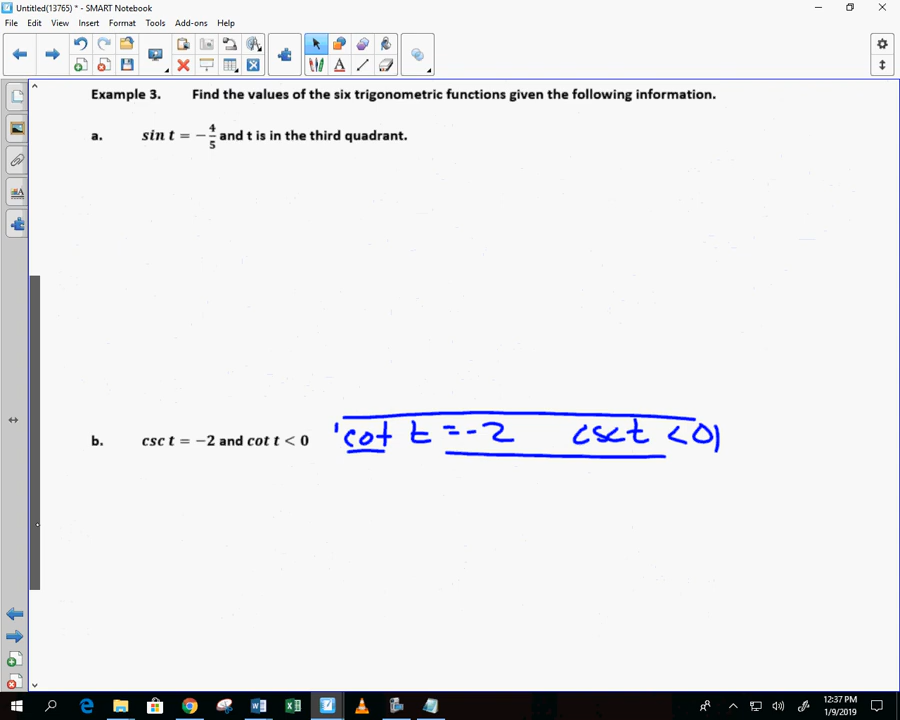 Untitled(13765) * - SMART Notebook
File Edit View Insert Format Tools Add-ons Help
Example 3. Find the values of the six trigonometric functions given the following information.
a. sin t = −4/5 and t is in the third quadrant.
b. csc t = −2 and cot t < 0 cot t = -2 csc t < 0
12:37 PM
1/9/2019